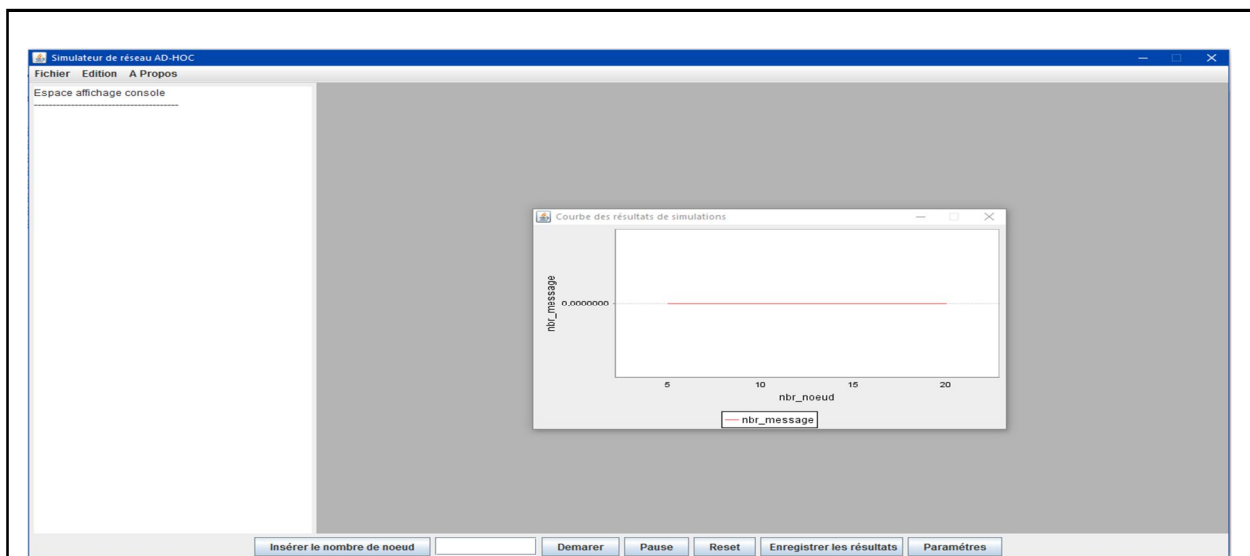 Simulateur de réseau AD-HOC
Fichier Edition A Propos
Espace affichage console
----------------------------------------
Courbe des résultats de simulations
nbr_message
0,0000000
5 10 15 20
nbr_noeud
nbr_message
Insérer le nombre de noeud Demarer Pause Reset Enregistrer les résultats Paramétres